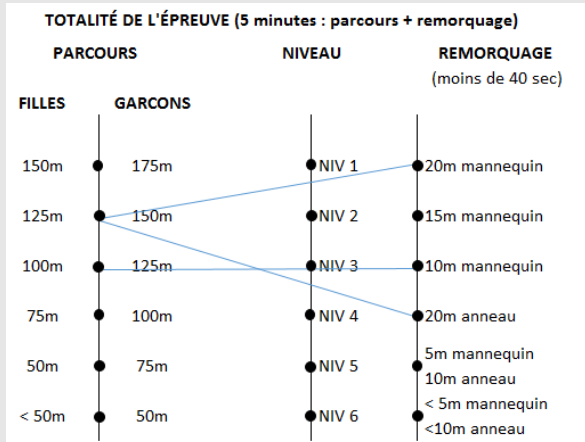 TOTALITÉ DE L'ÉPREUVE (5 minutes : parcours + remorquage)
PARCOURS NIVEAU REMORQUAGE
(moins de 40 sec)
FILLES GARCONS
150m 175m NIV 1 20m mannequin
125m 150m NIV 2 15m mannequin
100m 125m NIV 3 10m mannequin
75m 100m NIV 4 20m anneau
50m 75m NIV 5 5m mannequin
10m anneau
< 50m 50m NIV 6 < 5m mannequin
<10m anneau